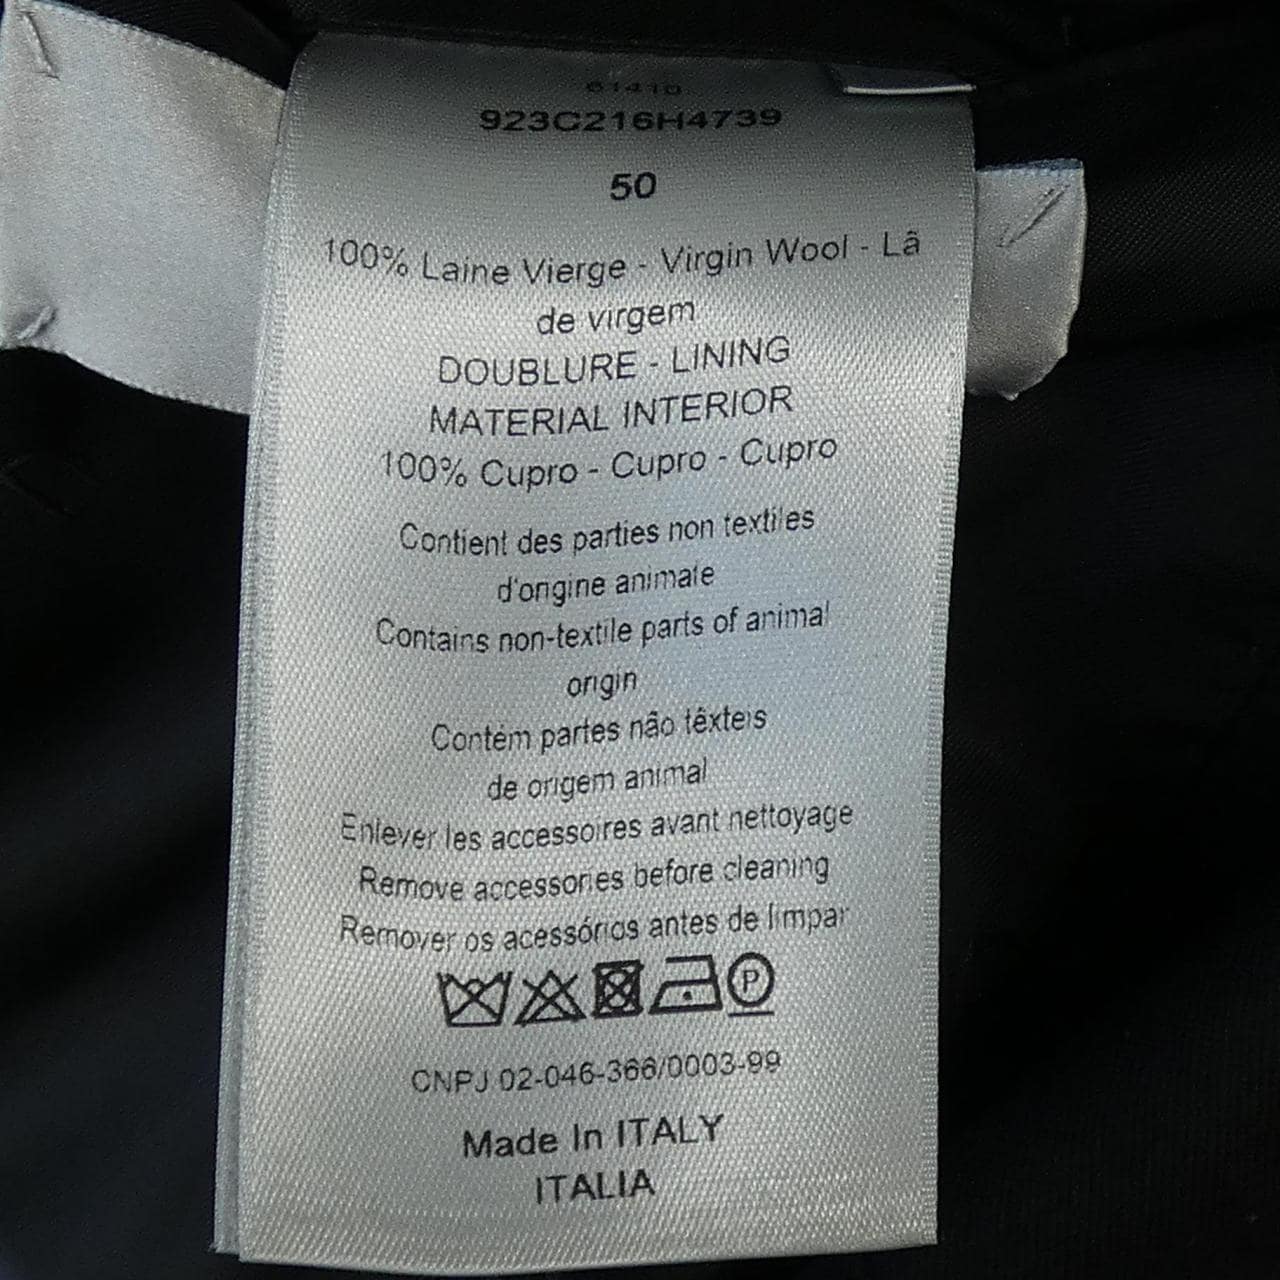 61410
923C216H4739
50
100% Laine Vierge - Virgin Wool - Lã
de virgem
DOUBLURE - LINING
MATERIAL INTERIOR
100% Cupro - Cupro - Cupro
Contient des parties non textiles
d'origine animale
Contains non-textile parts of animal
origin
Contém partes não têxteis
de origem animal
Enlever les accessoires avant nettoyage
Remove accessories before cleaning
Remover os acessórios antes de limpar
P
CNPJ 02-046-366/0003-99
Made In ITALY
ITALIA